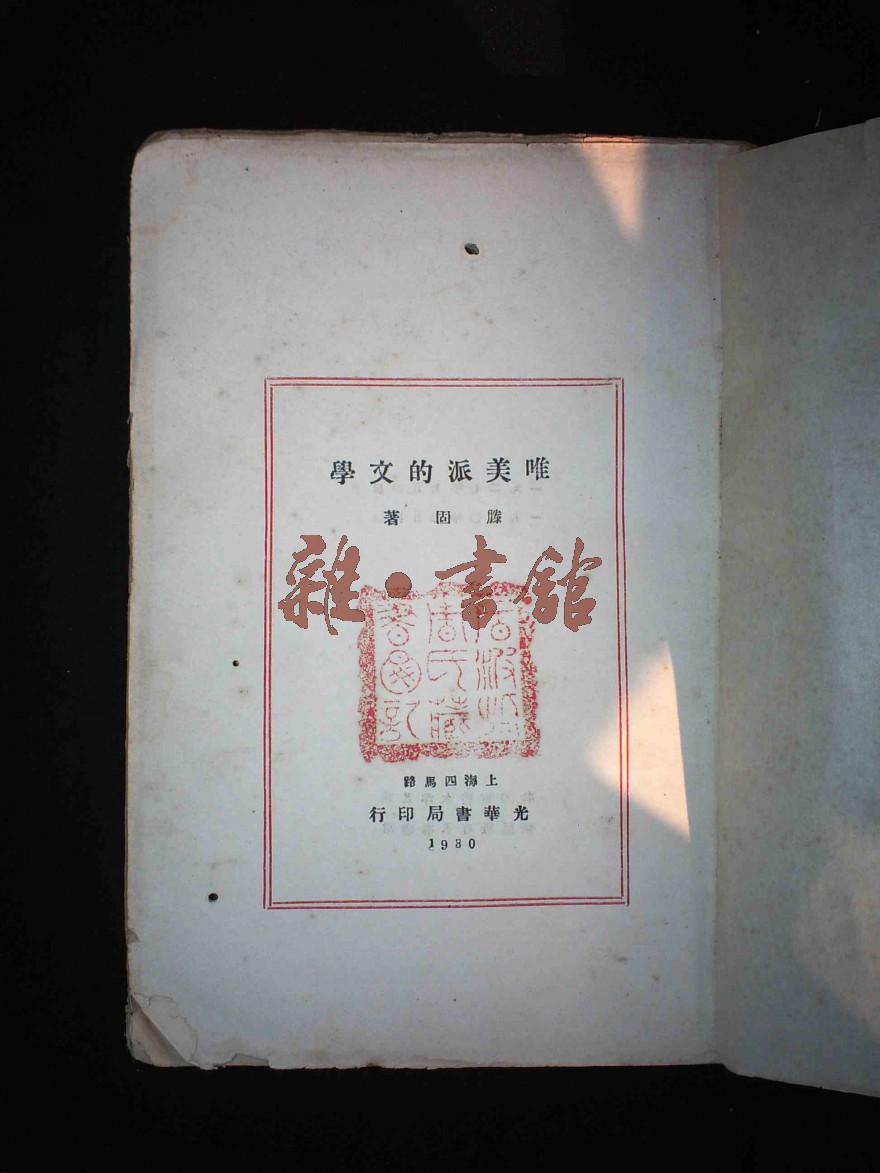 唯美派的文學
滕固著
雜·書館
上海四馬路
光華書局印行
1930